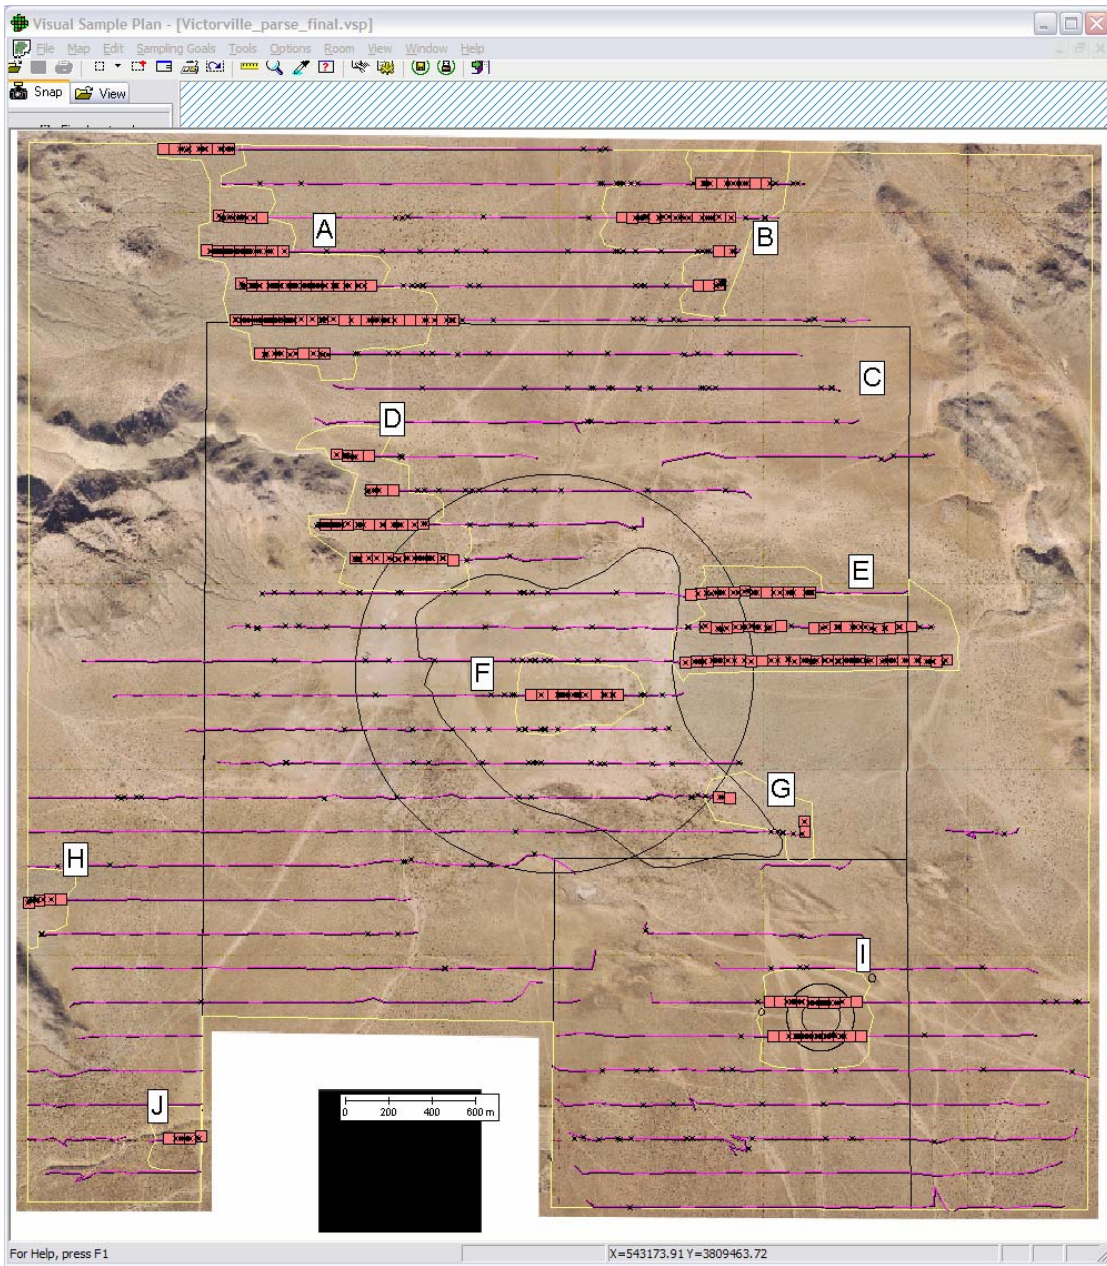 Visual Sample Plan - [Victorville_parse_final.vsp]
File Map Edit Sampling Goals Tools Options Room View Window Help
Snap View
A
B
C
D
E
F
G
H
I
J
0 200 400 600 m
For Help, press F1
X=543173.91 Y=3809463.72